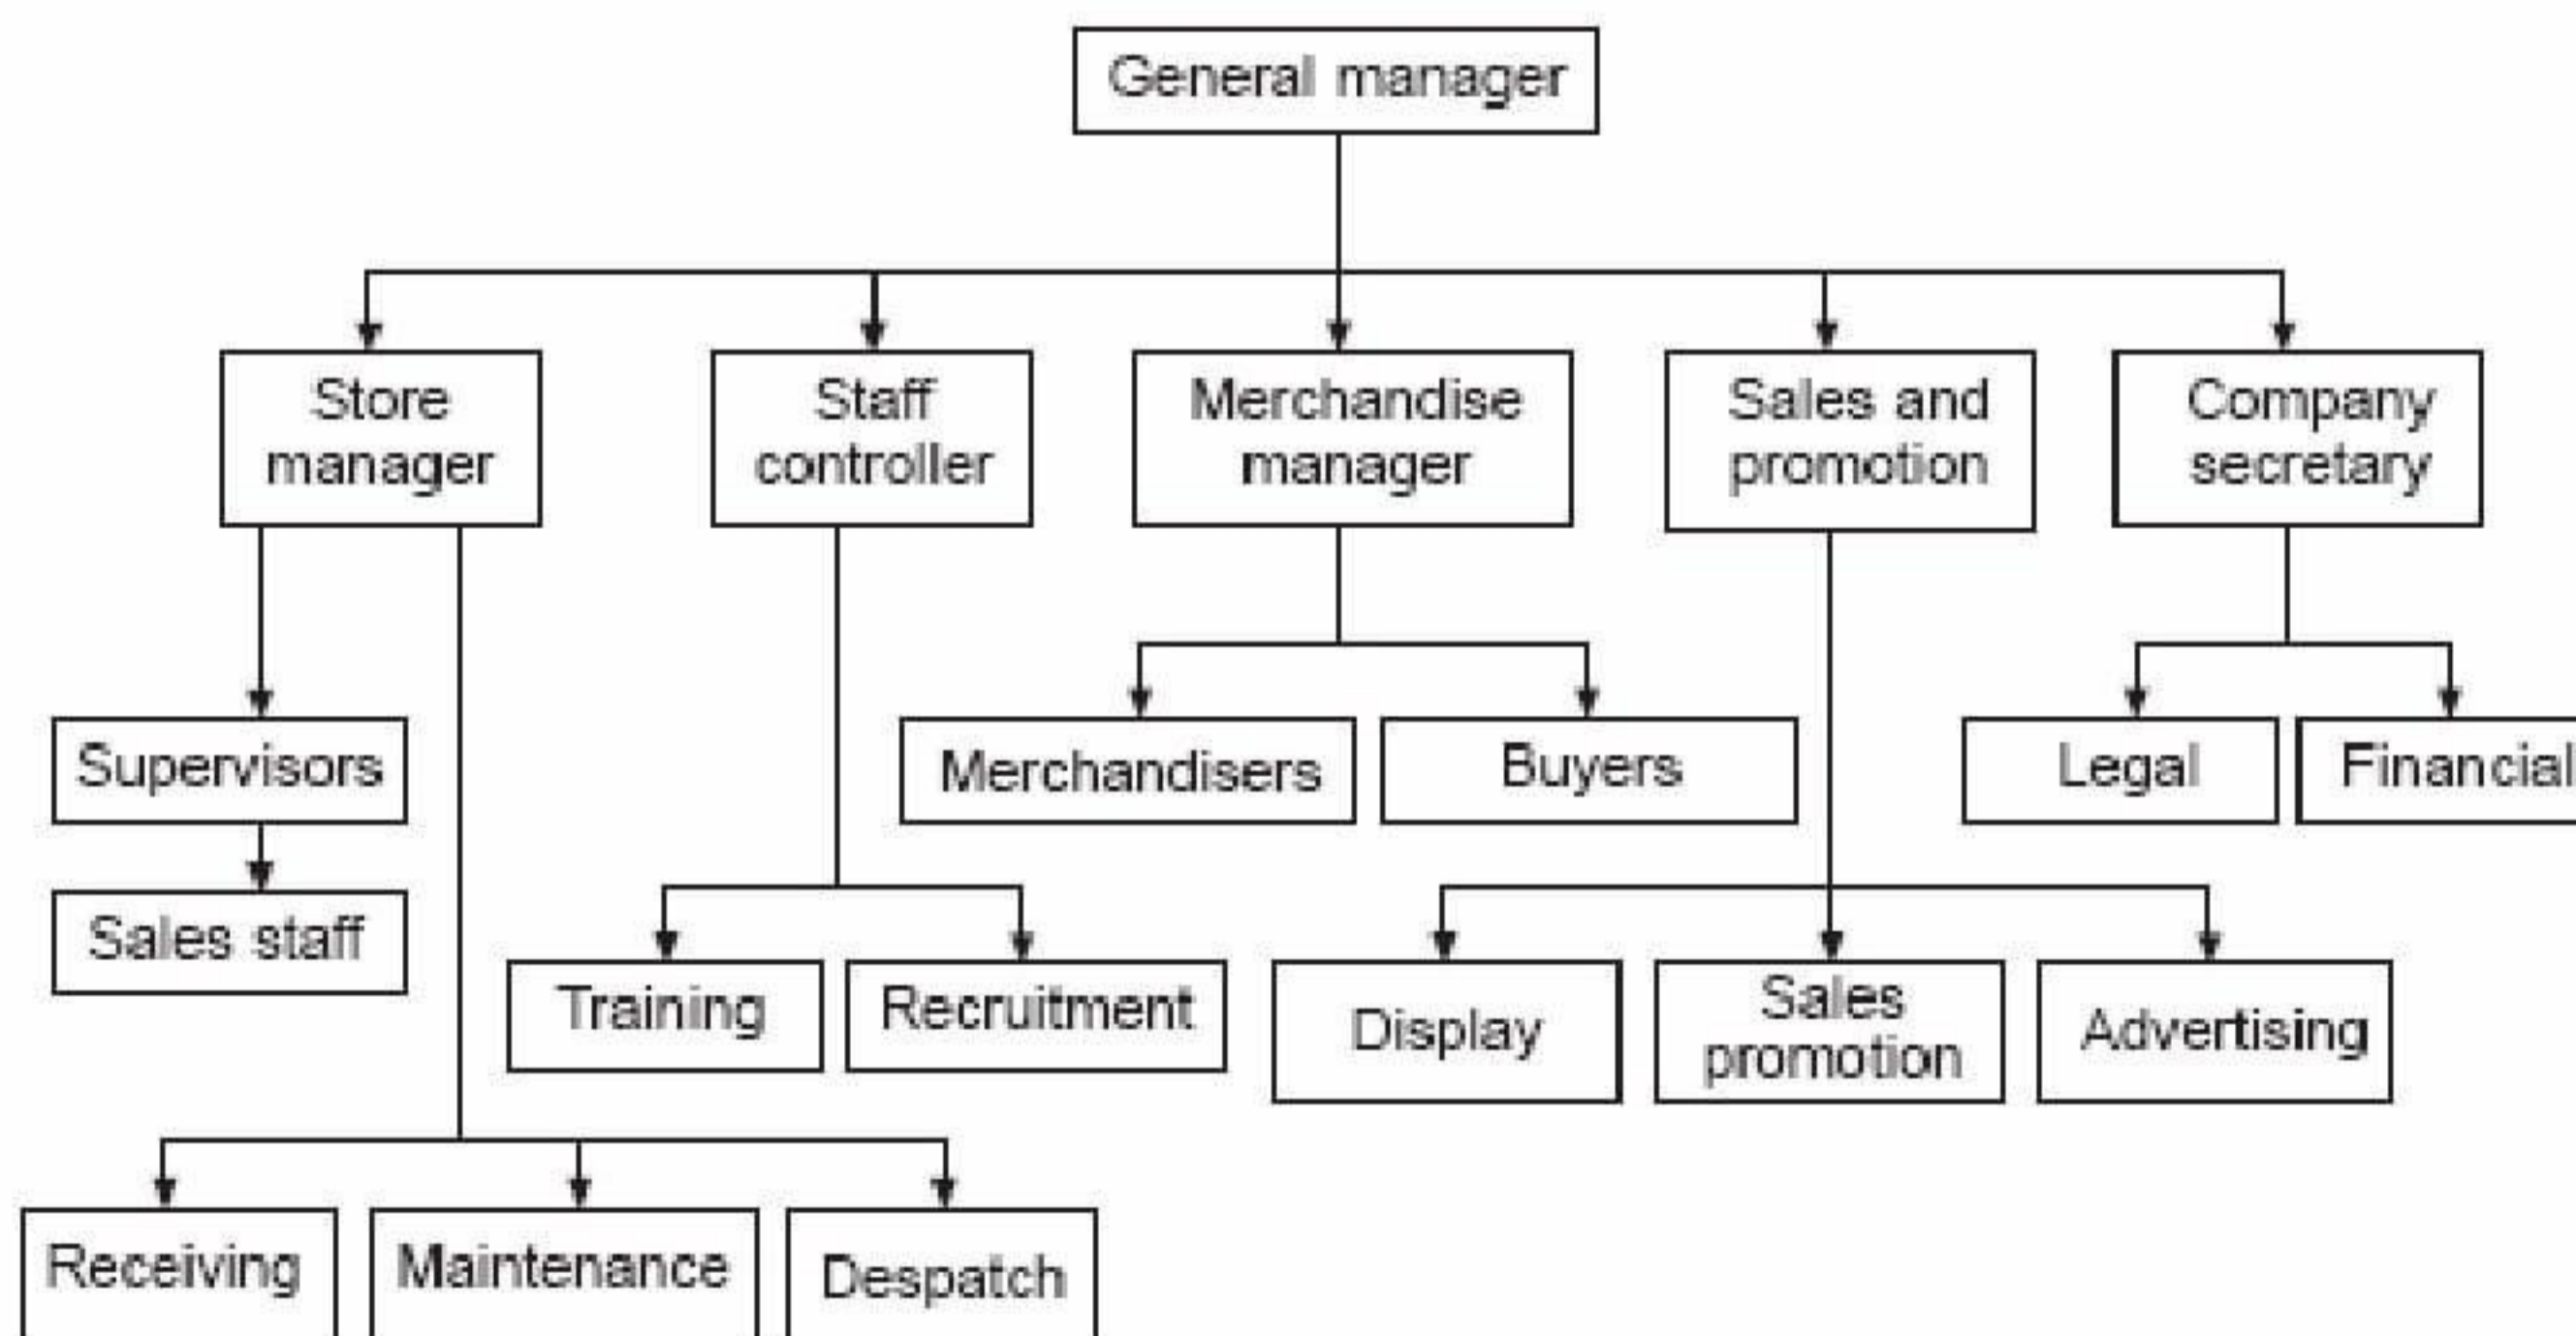 General manager
Store
manager
Staff
controller
Merchandise
manager
Sales and
promotion
Company
secretary
Supervisors
Merchandisers
Buyers
Legal
Financial
Sales staff
Training
Recruitment
Display
Sales
promotion
Advertising
Receiving
Maintenance
Despatch